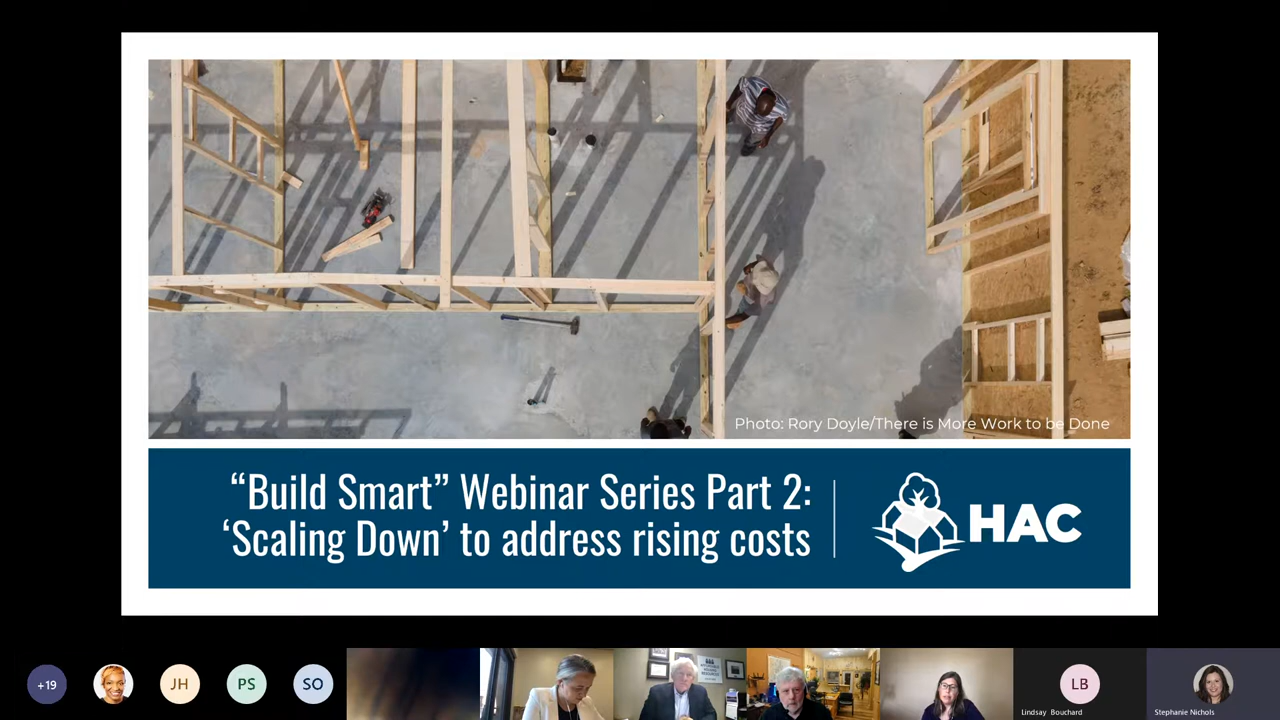 Photo: Rory Doyle/There is More Work to be Done
“Build Smart” Webinar Series Part 2:
‘Scaling Down’ to address rising costs
HAC
+19
JH
PS
SO
LB
Lindsay Bouchard
Stephanie Nichols